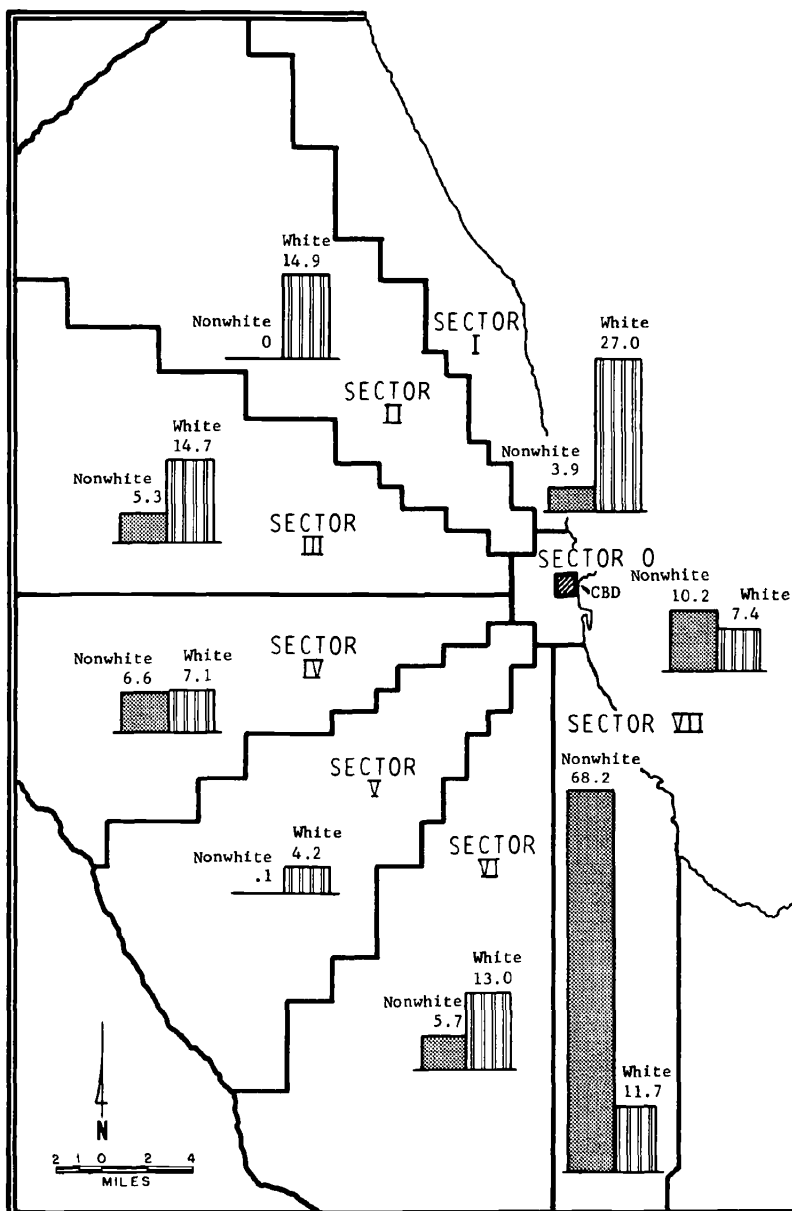 White
14.9
Nonwhite
0
SECTOR
I
White
27.0
SECTOR
II
Nonwhite
3.9
White
14.7
Nonwhite
5.3
SECTOR
III
SECTOR 0
CBD
Nonwhite
10.2
White
7.4
SECTOR
IV
Nonwhite
6.6
White
7.1
SECTOR VII
SECTOR
V
Nonwhite
68.2
White
4.2
Nonwhite
.1
SECTOR
VI
White
13.0
Nonwhite
5.7
White
11.7
N
2 1 0 2 4
MILES